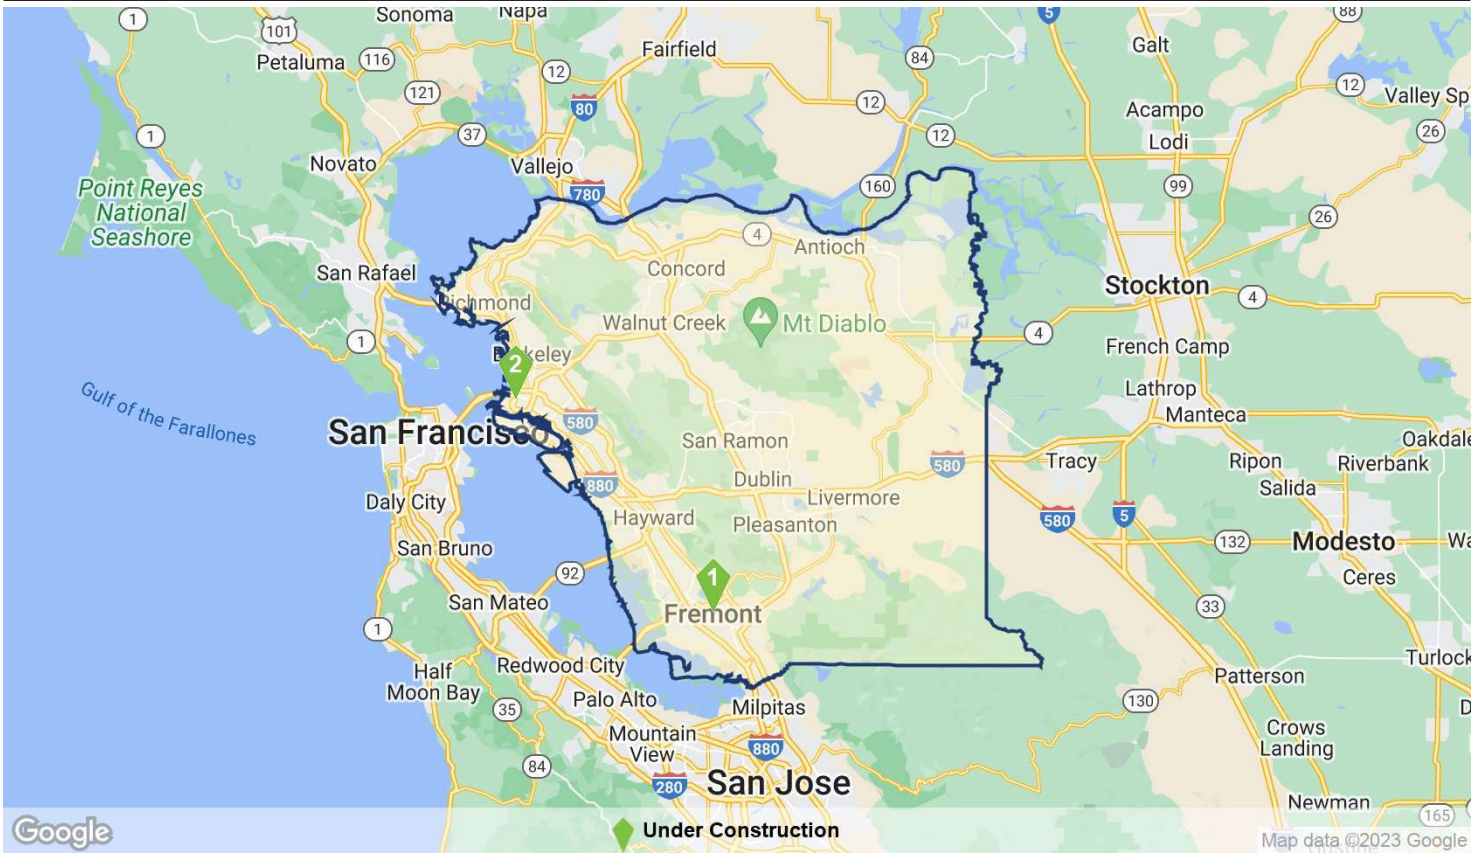 Sonoma
Napa
1
101
5
88
Galt
Petaluma
116
Fairfield
84
12
121
80
12
12
Valley Sp
Acampo
26
37
12
Lodi
1
Novato
Vallejo
Point Reyes
National
Seashore
780
160
99
26
4
Antioch
San Rafael
Concord
Stockton
4
Richmond
Walnut Creek
Mt Diablo
4
1
French Camp
2
Lathrop
Manteca
Gulf of the Farallones
San Francisco
580
San Ramon
Oakdale
580
Tracy
Ripon
Riverbank
880
Dublin
Livermore
Salida
Daly City
Hayward
Pleasanton
580
5
132
Modesto
San Bruno
Ceres
92
1
San Mateo
Fremont
33
1
Redwood City
Turlock
Half
Moon Bay
Palo Alto
Patterson
35
Milpitas
130
Mountain
View
880
Crows
Landing
84
280
San Jose
Newman
165
Google
Under Construction
Map data ©2023 Google